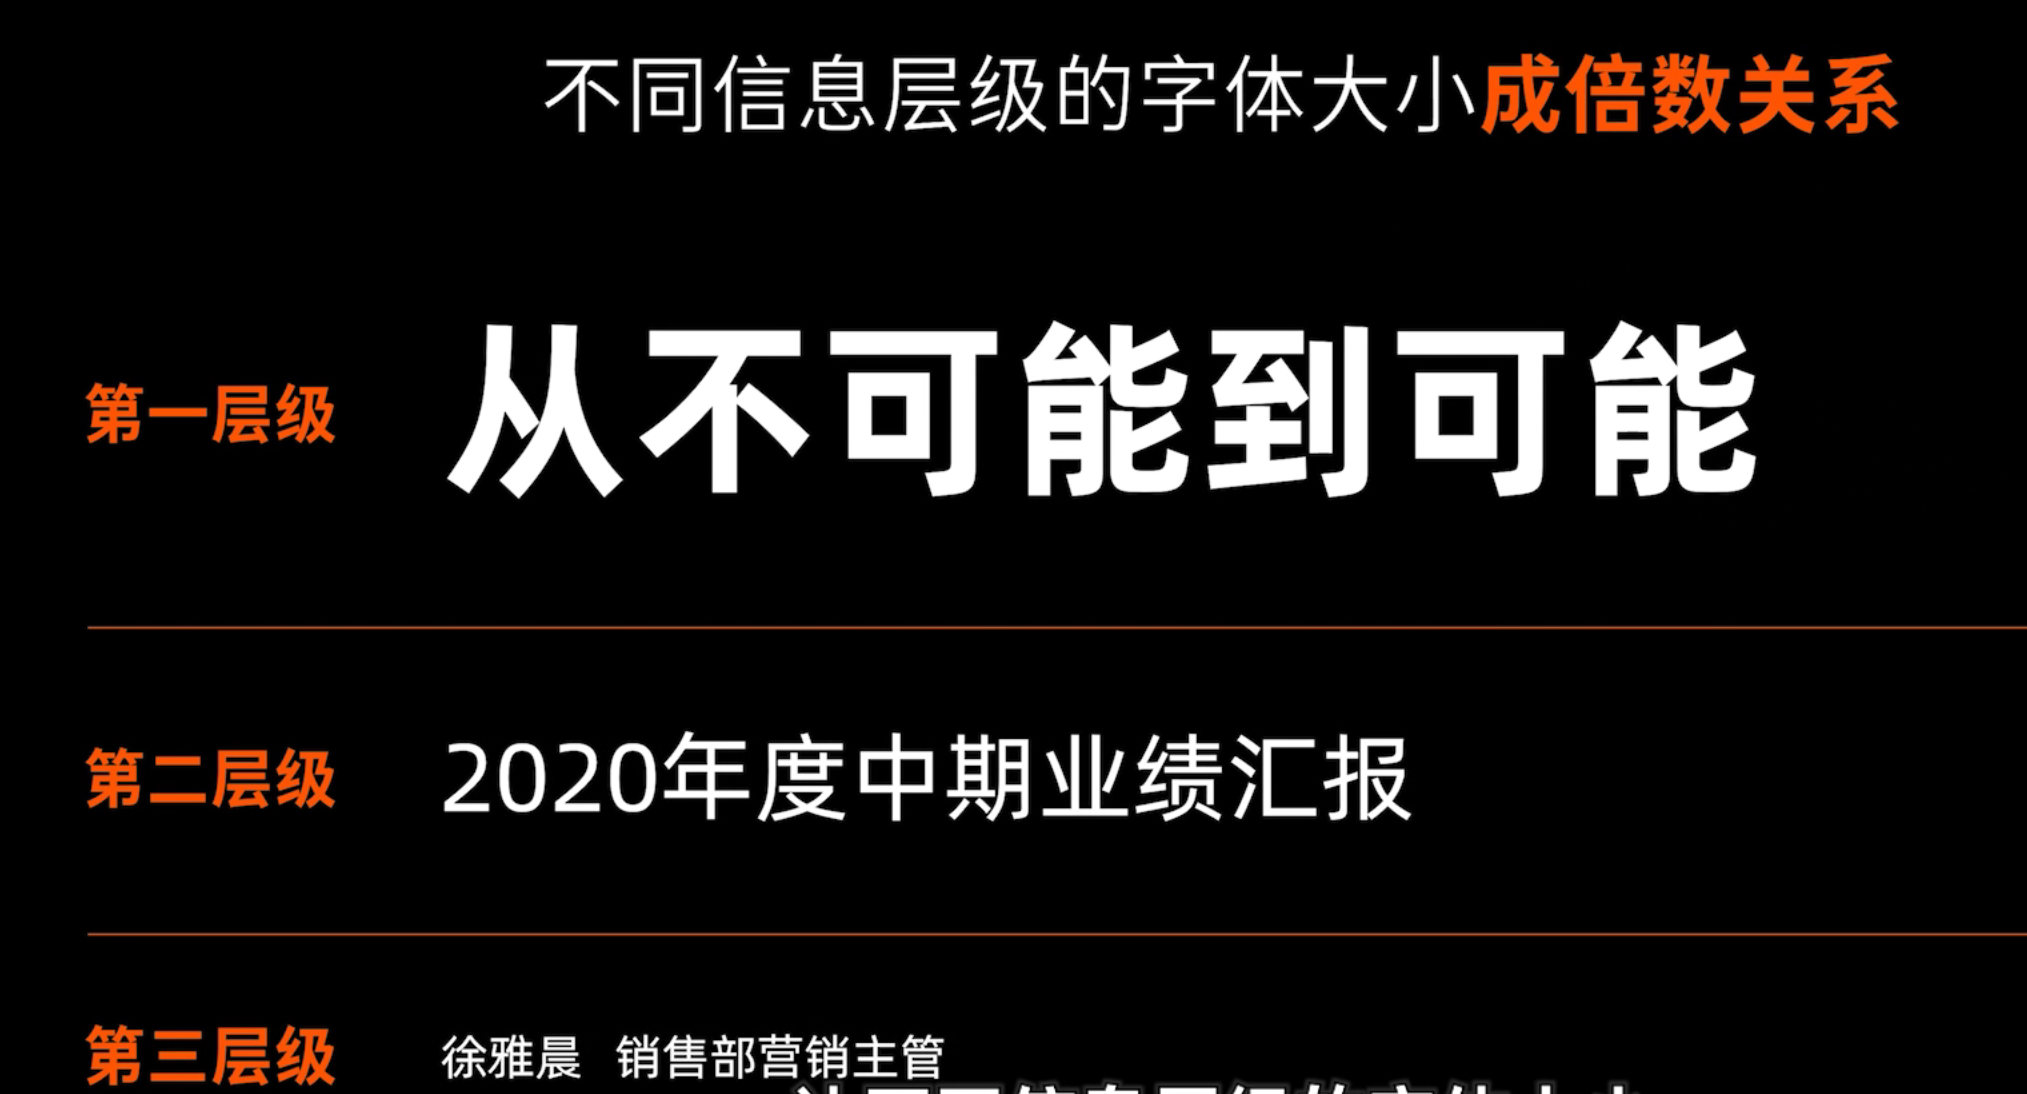 不同信息层级的字体大小成倍数关系
第一层级 从不可能到可能
第二层级 2020年度中期业绩汇报
第三层级 徐雅晨 销售部营销主管